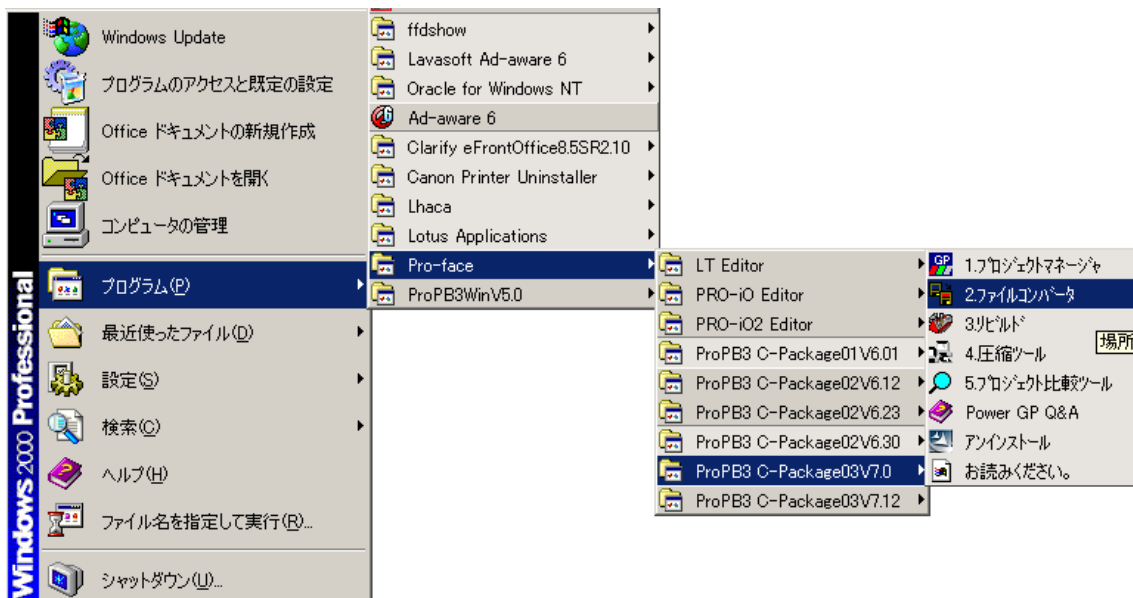 Windows 2000 Professional
Windows Update
プログラムのアクセスと既定の設定
Office ドキュメントの新規作成
Office ドキュメントを開く
コンピュータの管理
プログラム(P)
最近使ったファイル(D)
設定(S)
検索(C)
ヘルプ(H)
ファイル名を指定して実行(R)...
シャットダウン(U)...
ffdshow
Lavasoft Ad-aware 6
Oracle for Windows NT
Ad-aware 6
Clarify eFrontOffice8.5SR2.10
Canon Printer Uninstaller
Lhaca
Lotus Applications
Pro-face
ProPB3WinV5.0
LT Editor
PRO-iO Editor
PRO-iO2 Editor
ProPB3 C-Package01V6.01
ProPB3 C-Package02V6.12
ProPB3 C-Package02V6.23
ProPB3 C-Package02V6.30
ProPB3 C-Package03V7.0
ProPB3 C-Package03V7.12
GP
1.プロジェクトマネージャ
2.ファイルコンバータ
3.リビルド
場所
4.圧縮ツール
5.プロジェクト比較ツール
Power GP Q&A
アンインストール
お読みください。